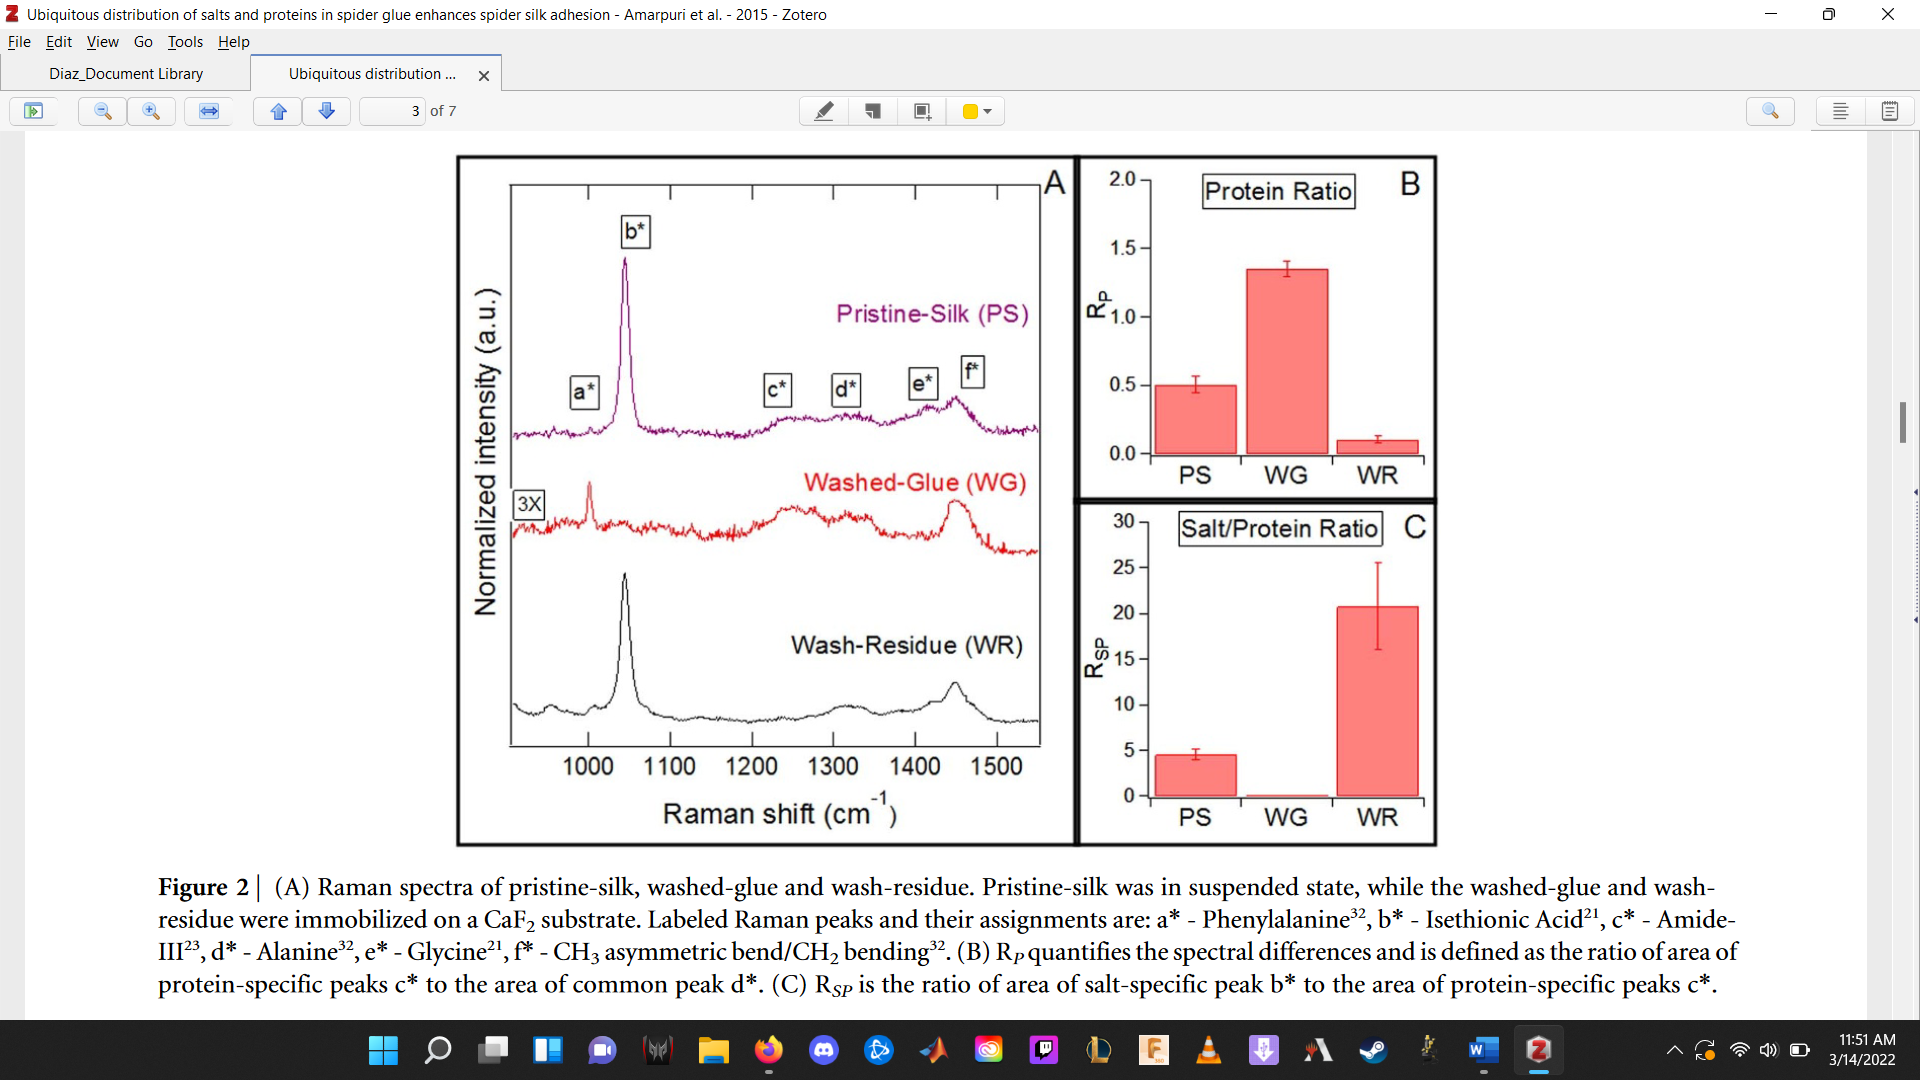 Ubiquitous distribution of salts and proteins in spider glue enhances spider silk adhesion - Amarpuri et al. - 2015 - Zotero
File Edit View Go Tools Help
Diaz_Document Library
Ubiquitous distribution ...
3 of 7
A
b*
Pristine-Silk (PS)
a*
c*
d*
e*
f*
Washed-Glue (WG)
3X
Wash-Residue (WR)
Normalized intensity (a.u.)
1000 1100 1200 1300 1400 1500
Raman shift (cm⁻¹)
Protein Ratio
B
2.0
1.5
1.0
0.5
0.0
R_P
PS WG WR
Salt/Protein Ratio
C
30
25
20
15
10
5
0
R_SP
PS WG WR
Figure 2 | (A) Raman spectra of pristine-silk, washed-glue and wash-residue. Pristine-silk was in suspended state, while the washed-glue and wash-
residue were immobilized on a CaF₂ substrate. Labeled Raman peaks and their assignments are: a* - Phenylalanine³², b* - Isethionic Acid²¹, c* - Amide-
III²³, d* - Alanine³², e* - Glycine²¹, f* - CH₃ asymmetric bend/CH₂ bending³². (B) R_P quantifies the spectral differences and is defined as the ratio of area of
protein-specific peaks c* to the area of common peak d*. (C) R_SP is the ratio of area of salt-specific peak b* to the area of protein-specific peaks c*.
11:51 AM
3/14/2022